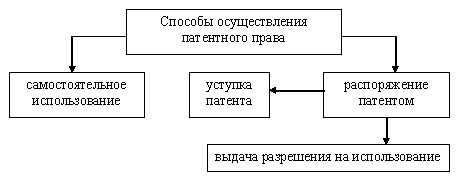 Способы осуществления
патентного права
самостоятельное
использование
уступка
патента
распоряжение
патентом
выдача разрешения на использование